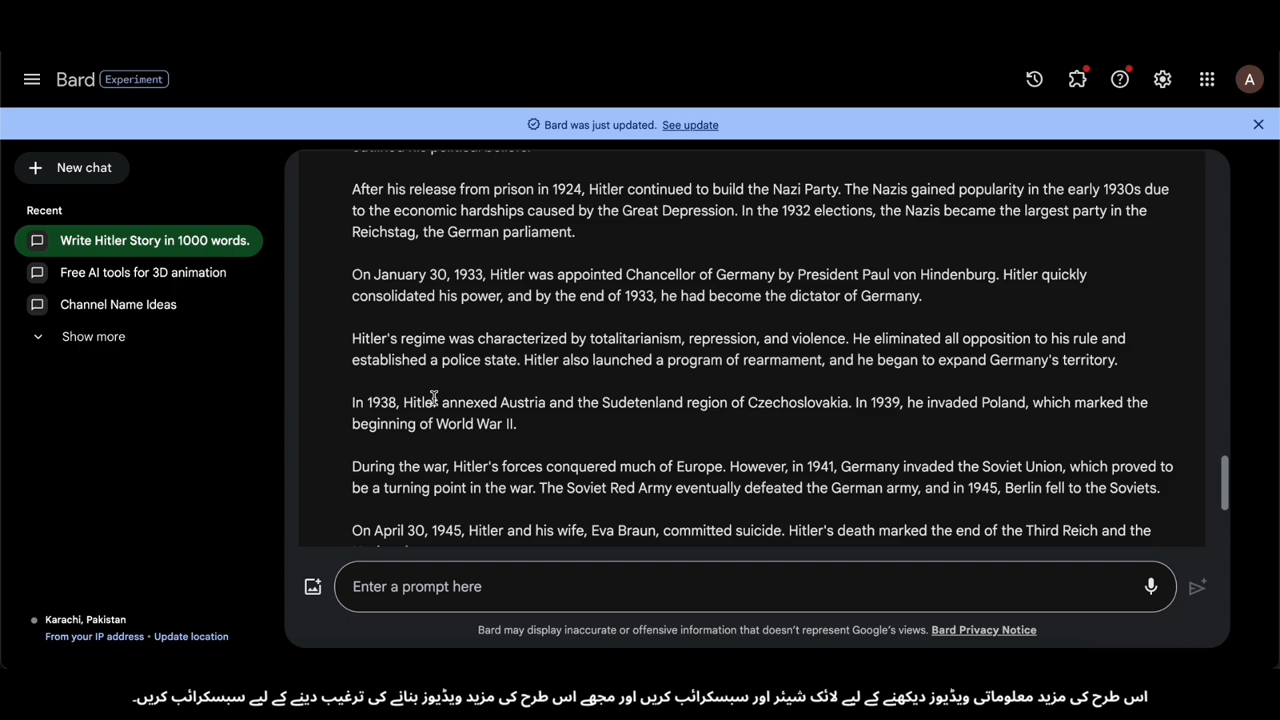 Bard Experiment
A
Bard was just updated. See update
New chat
Recent
Write Hitler Story in 1000 words.
Free AI tools for 3D animation
Channel Name Ideas
Show more
After his release from prison in 1924, Hitler continued to build the Nazi Party. The Nazis gained popularity in the early 1930s due
to the economic hardships caused by the Great Depression. In the 1932 elections, the Nazis became the largest party in the
Reichstag, the German parliament.
On January 30, 1933, Hitler was appointed Chancellor of Germany by President Paul von Hindenburg. Hitler quickly
consolidated his power, and by the end of 1933, he had become the dictator of Germany.
Hitler's regime was characterized by totalitarianism, repression, and violence. He eliminated all opposition to his rule and
established a police state. Hitler also launched a program of rearmament, and he began to expand Germany's territory.
In 1938, Hitler annexed Austria and the Sudetenland region of Czechoslovakia. In 1939, he invaded Poland, which marked the
beginning of World War II.
During the war, Hitler's forces conquered much of Europe. However, in 1941, Germany invaded the Soviet Union, which proved to
be a turning point in the war. The Soviet Red Army eventually defeated the German army, and in 1945, Berlin fell to the Soviets.
On April 30, 1945, Hitler and his wife, Eva Braun, committed suicide. Hitler's death marked the end of the Third Reich and the
Enter a prompt here
Karachi, Pakistan
From your IP address • Update location
Bard may display inaccurate or offensive information that doesn't represent Google's views. Bard Privacy Notice
اس طرح کی مزید معلوماتی ویڈیوز دیکھنے کے لیے لائک شیئر اور سبسکرائب کریں اور مجھے اس طرح کی مزید ویڈیوز بنانے کی ترغیب دینے کے لیے سبسکرائب کریں۔